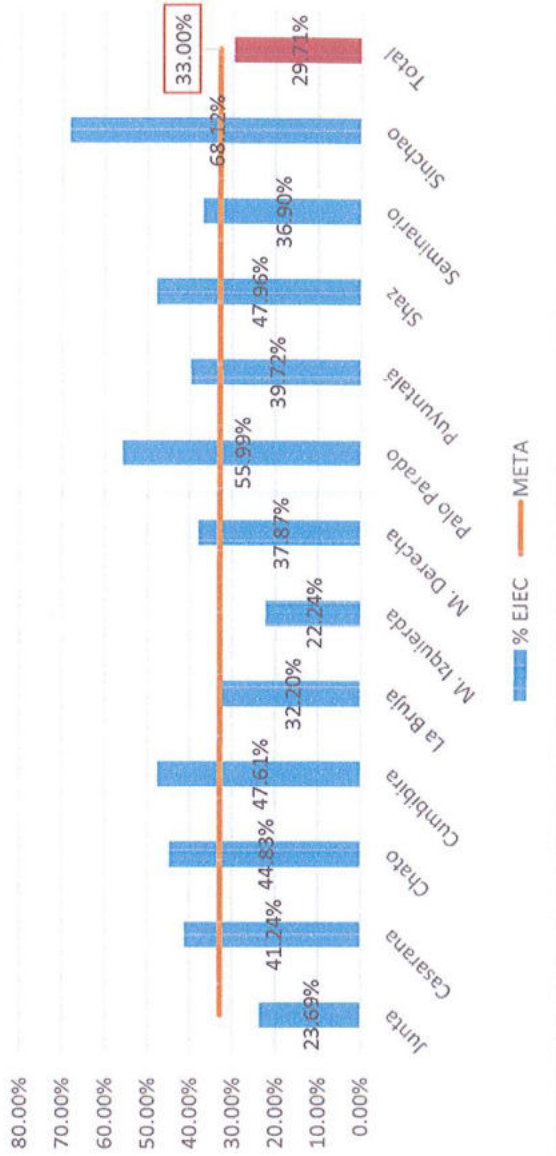 80.00%
70.00%
60.00%
50.00%
40.00%
30.00%
20.00%
10.00%
0.00%
33.00%
23.69%
41.24%
44.83%
47.61%
32.20%
22.24%
37.87%
55.99%
39.72%
47.96%
36.90%
68.12%
29.71%
Junta
Casarana
Chato
Cumbibira
La Bruja
M. Izquierda
M. Derecha
Palo Parado
Puyuntalá
Shaz
Seminario
Sinchao
Total
% EJEC
META